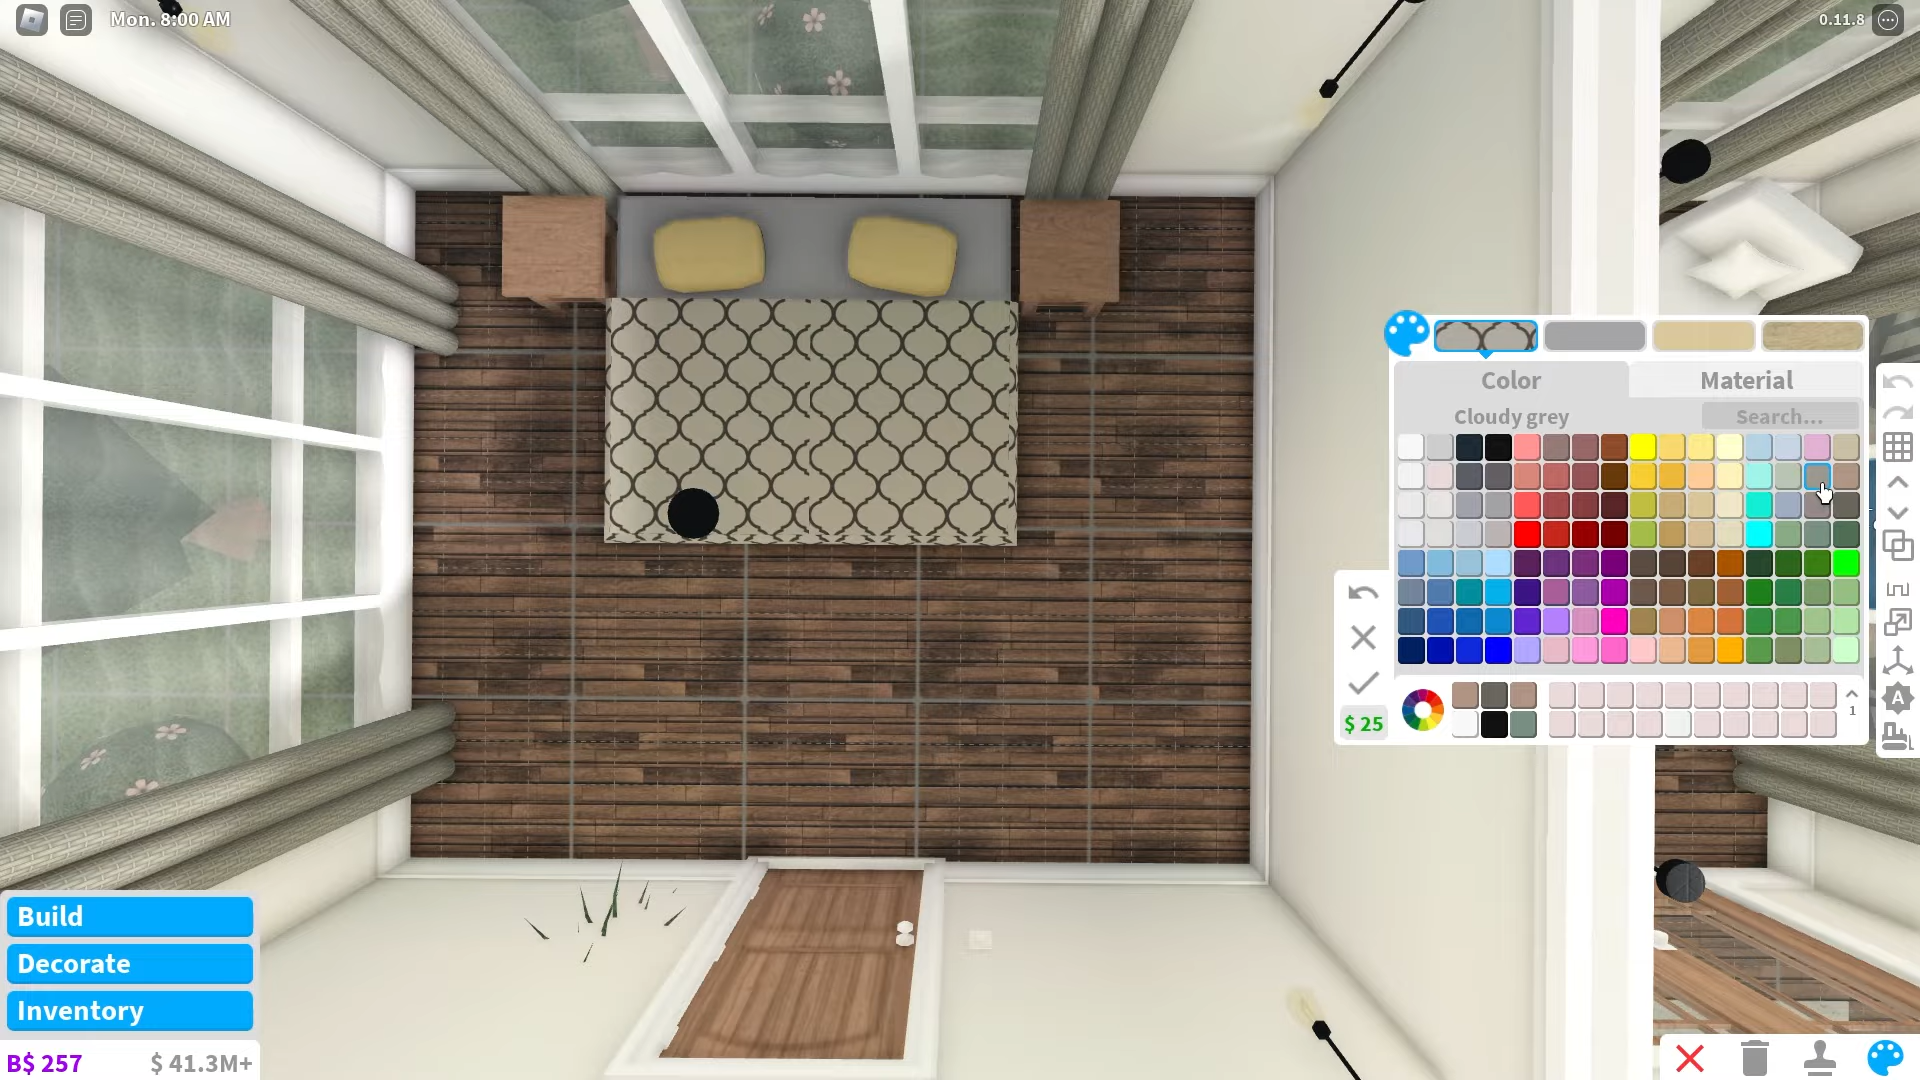 Mon. 8:00 AM
0.11.8
Color
Material
Cloudy grey
Search...
A
1
$ 25
Build
Decorate
Inventory
B$ 257
$ 41.3M+